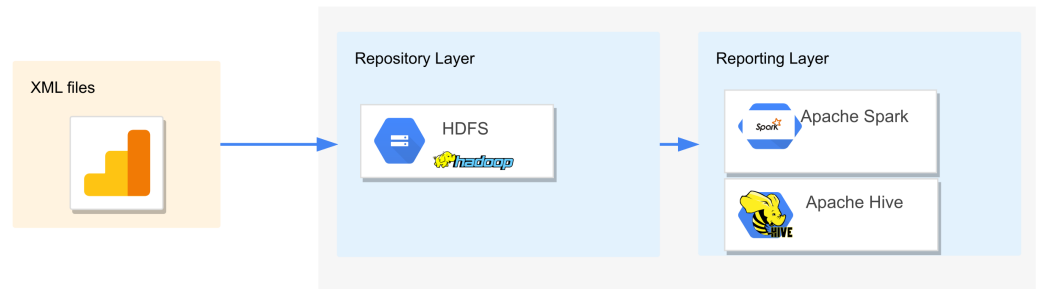 XML files
Repository Layer
HDFS
hadoop
Reporting Layer
Spark
Apache Spark
Apache Hive
HIVE